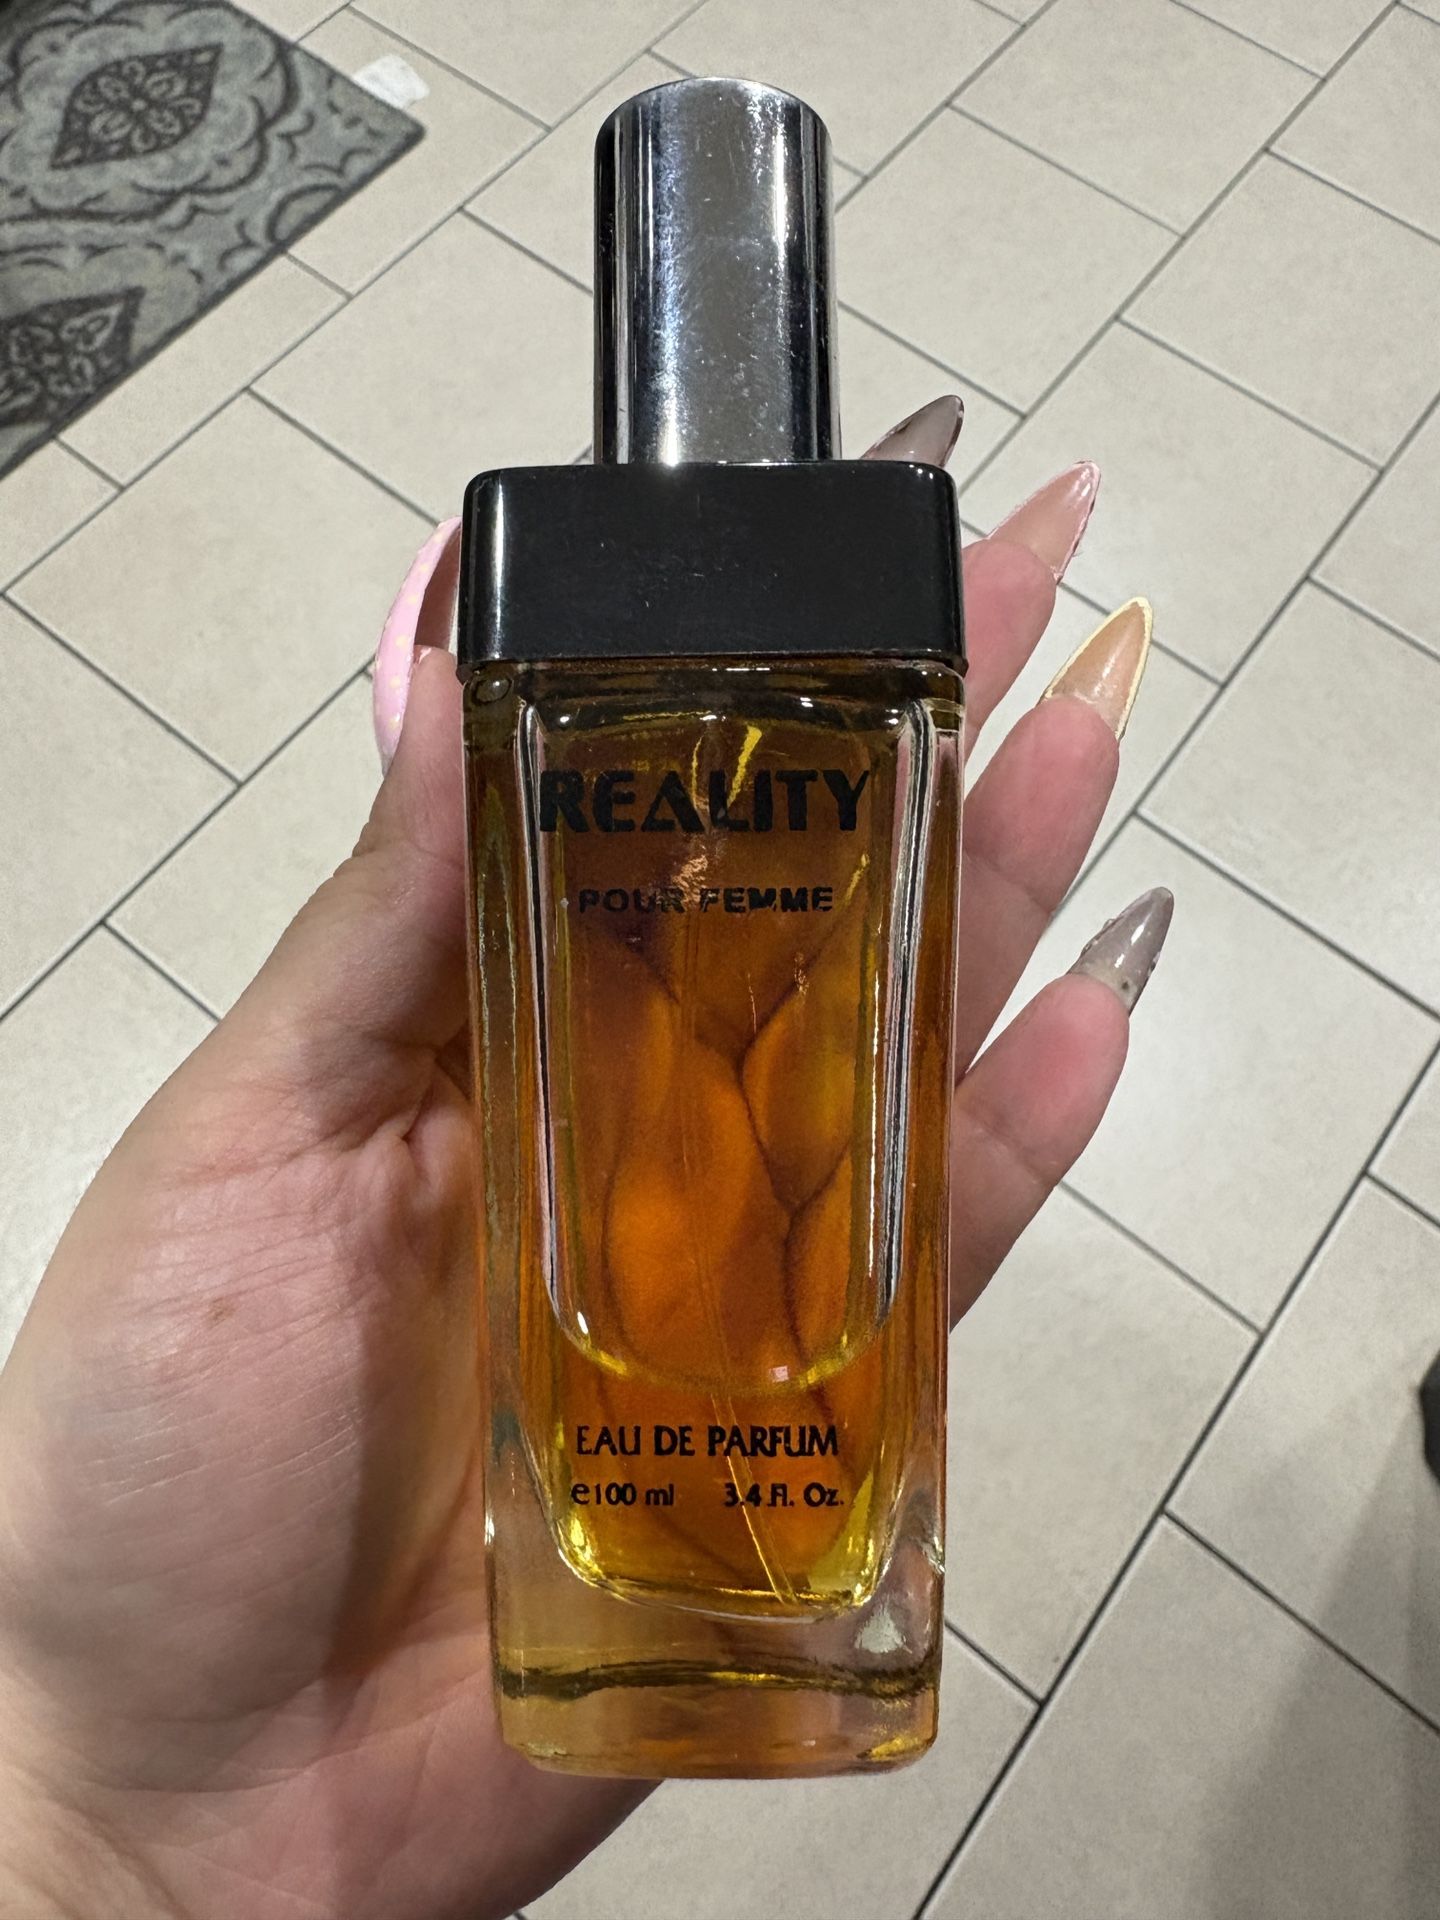 REALITY
POUR FEMME
EAU DE PARFUM
℮100 ml 3.4 Fl. Oz.